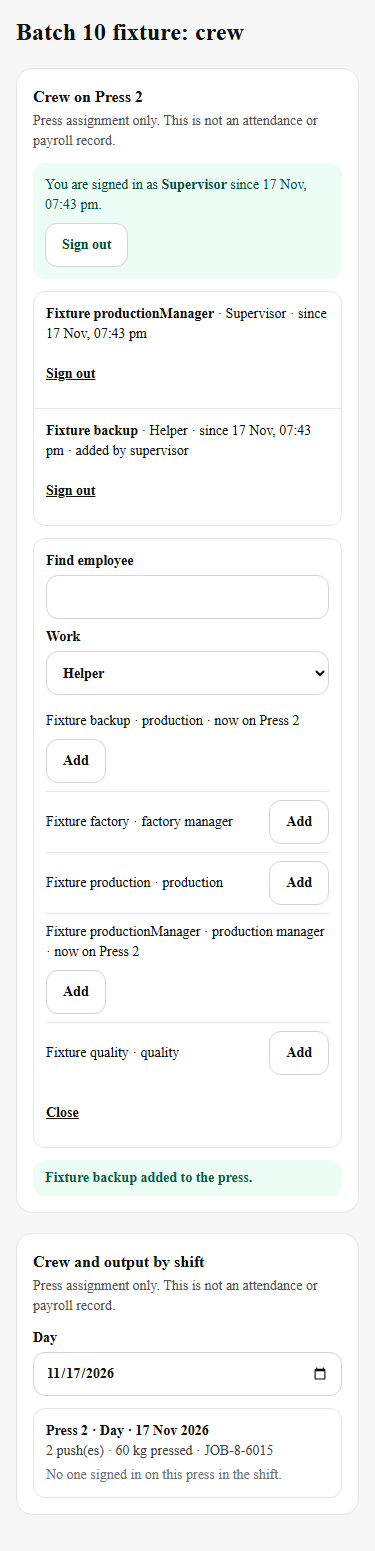 Batch 10 fixture: crew
Crew on Press 2
Press assignment only. This is not an attendance or
payroll record.
You are signed in as Supervisor since 17 Nov,
07:43 pm.
Sign out
Fixture productionManager · Supervisor · since
17 Nov, 07:43 pm
Sign out
Fixture backup · Helper · since 17 Nov, 07:43
pm · added by supervisor
Sign out
Find employee
Work
Helper
Fixture backup · production · now on Press 2
Add
Fixture factory · factory manager Add
Fixture production · production Add
Fixture productionManager · production manager
· now on Press 2
Add
Fixture quality · quality Add
Close
Fixture backup added to the press.
Crew and output by shift
Press assignment only. This is not an attendance or
payroll record.
Day
11/17/2026
Press 2 · Day · 17 Nov 2026
2 push(es) · 60 kg pressed · JOB-8-6015
No one signed in on this press in the shift.